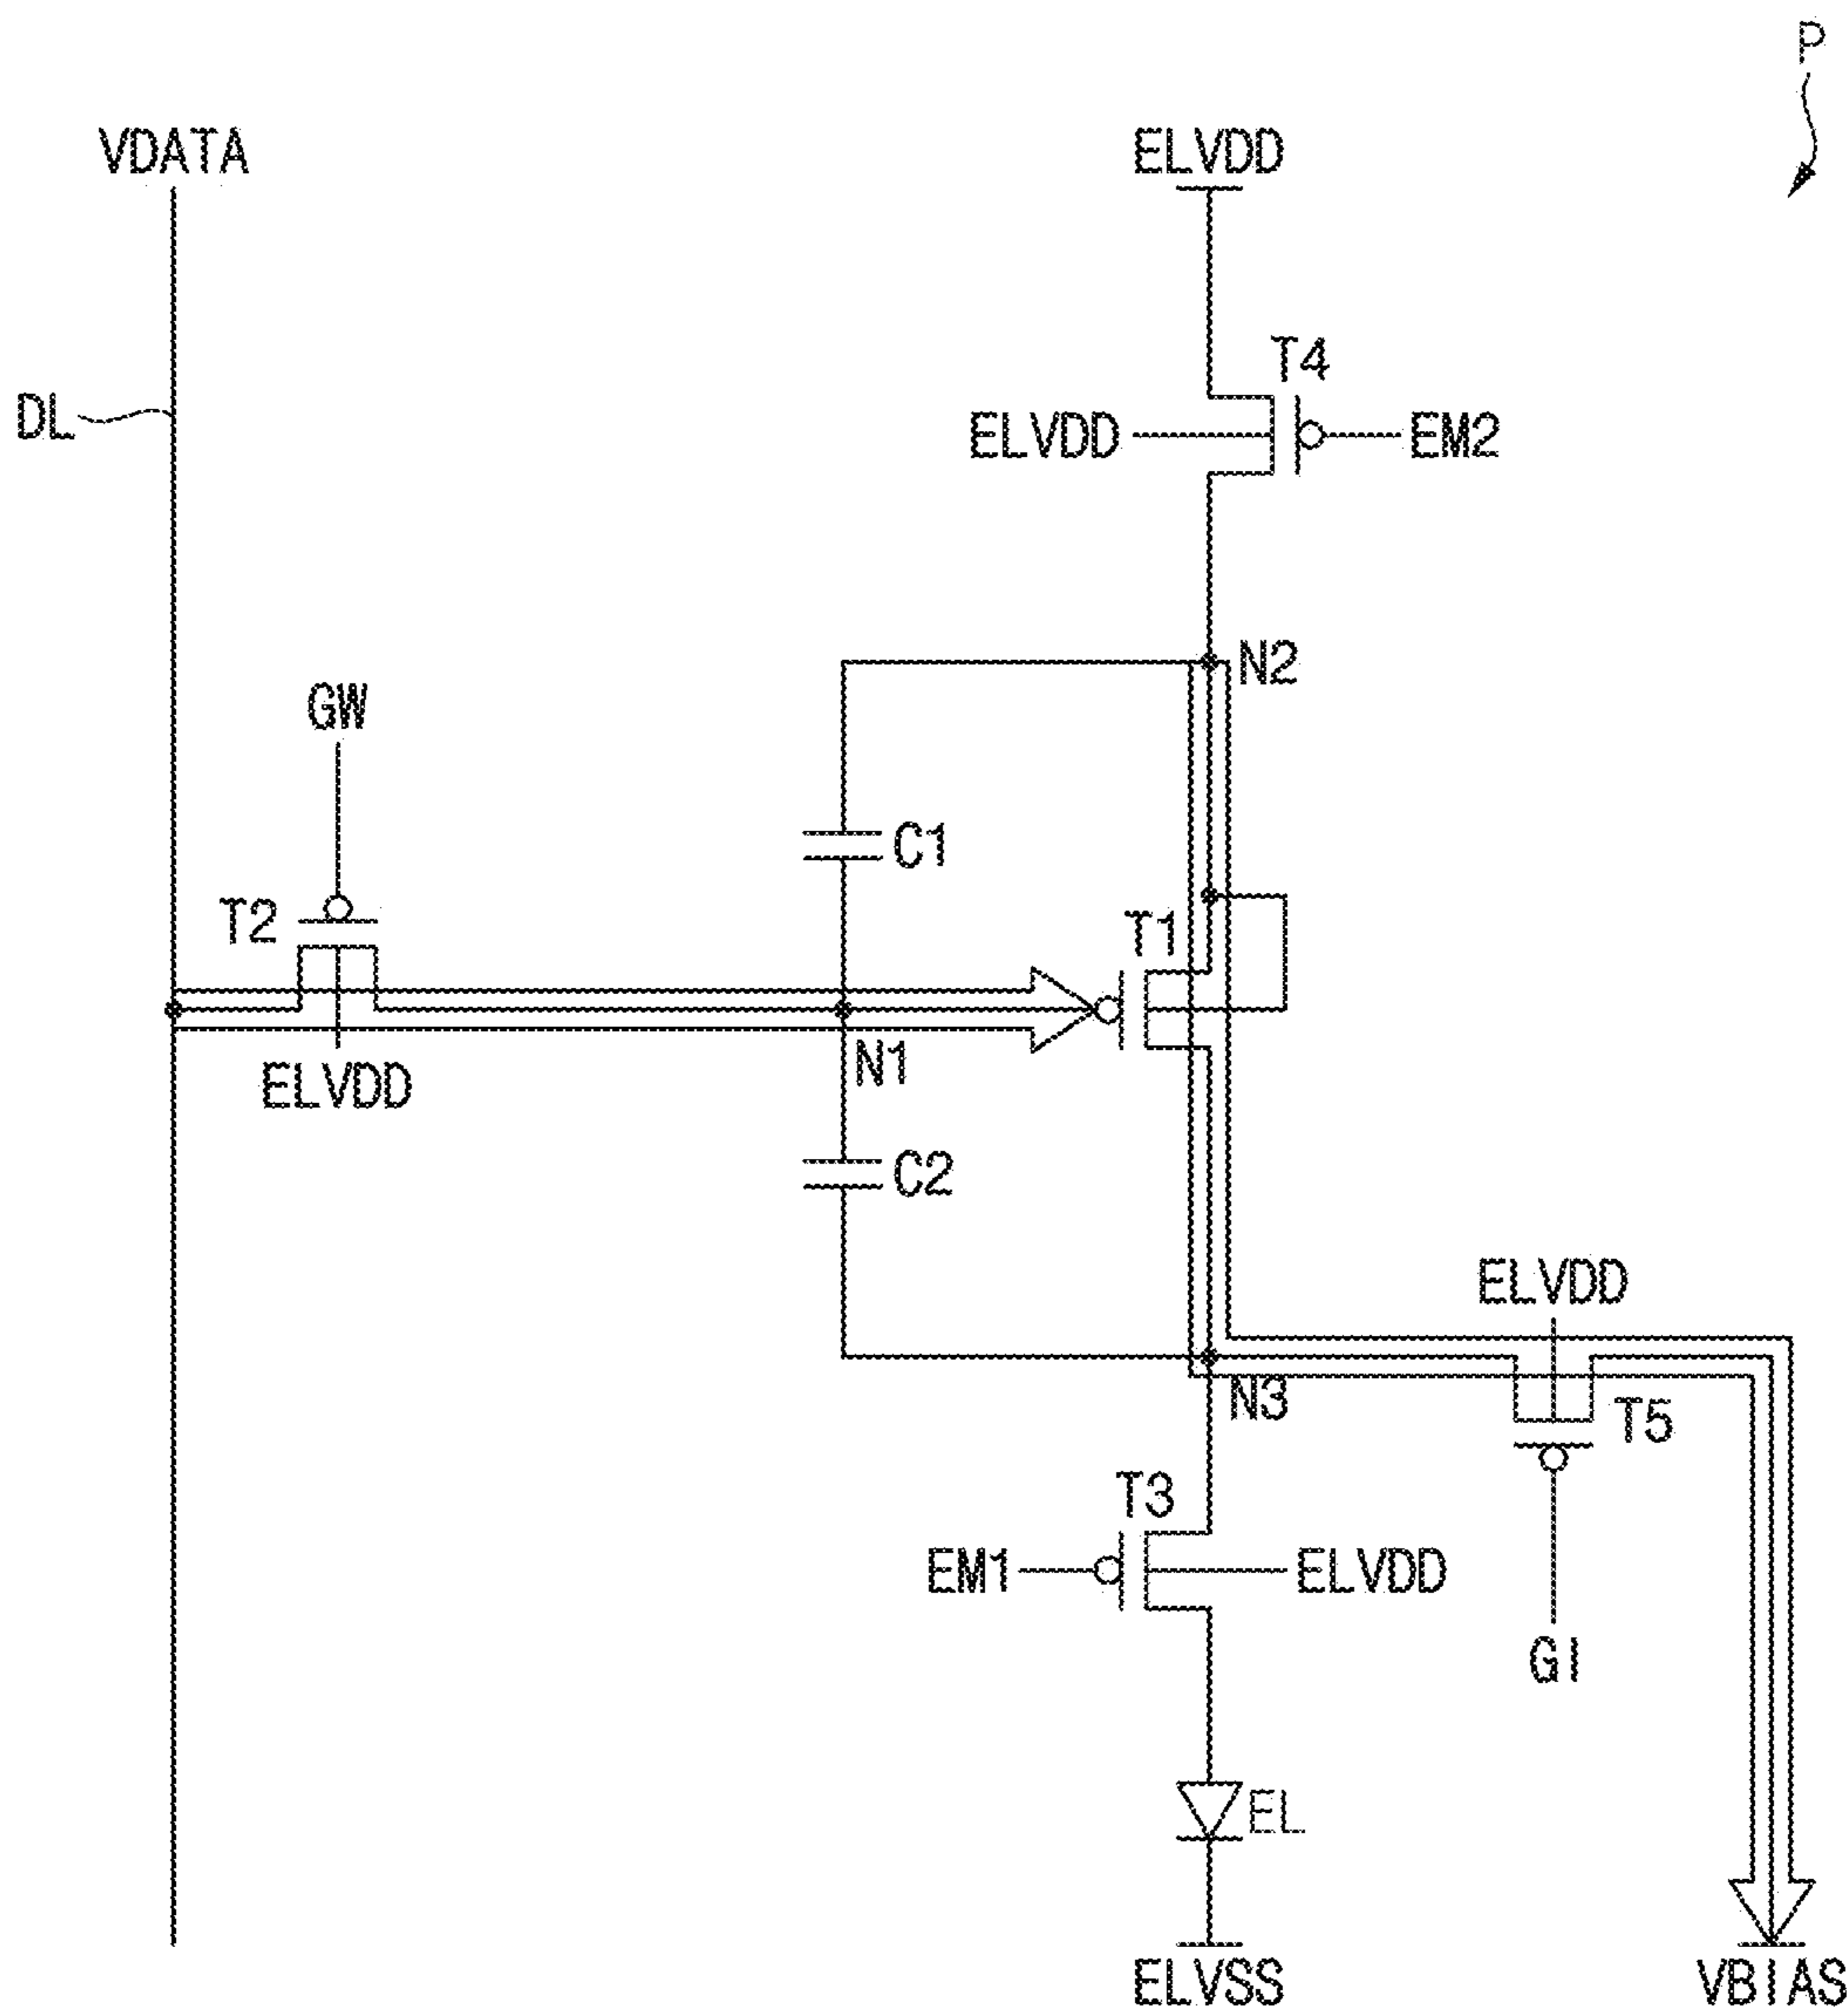 P
VDATA
ELVDD
T4
DL
ELVDD
EM2
N2
GW
C1
T2
T1
N1
ELVDD
C2
ELVDD
N3
T5
T3
EM1
ELVDD
GI
EL
ELVSS
VBIAS